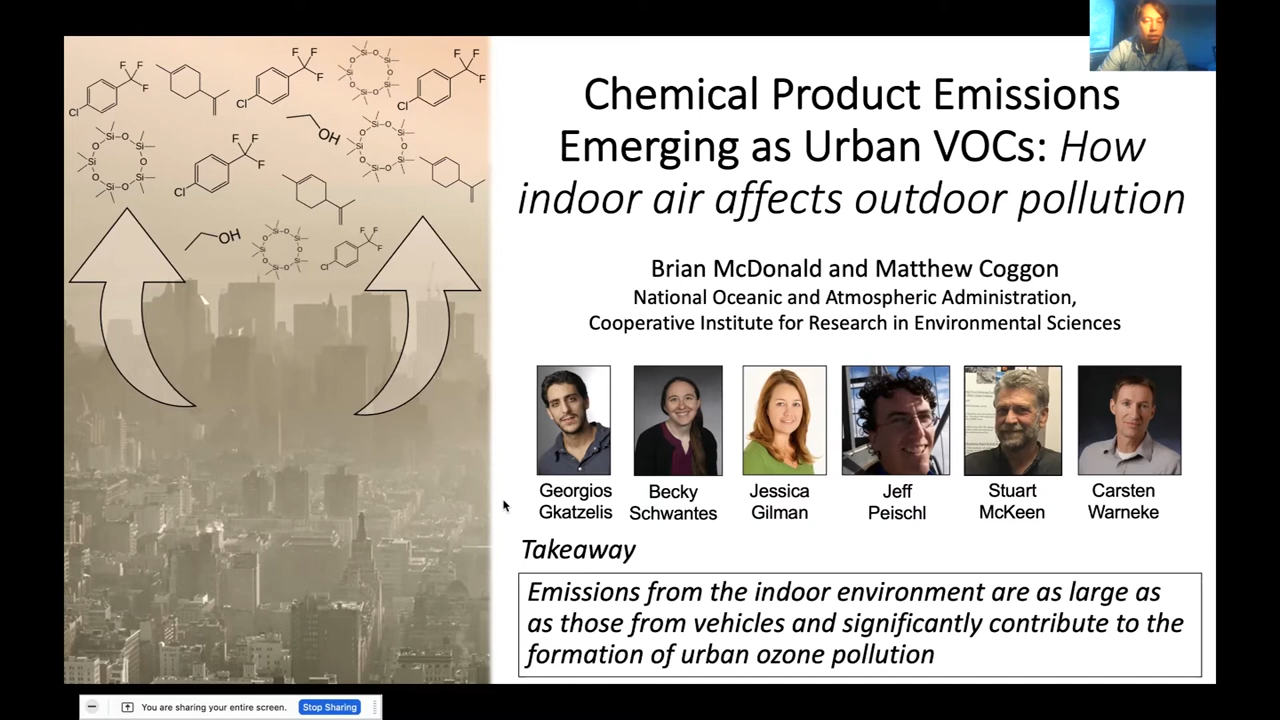 Chemical Product Emissions
Emerging as Urban VOCs: How
indoor air affects outdoor pollution
Brian McDonald and Matthew Coggon
National Oceanic and Atmospheric Administration,
Cooperative Institute for Research in Environmental Sciences
Georgios Gkatzelis
Becky Schwantes
Jessica Gilman
Jeff Peischl
Stuart McKeen
Carsten Warneke
Takeaway
Emissions from the indoor environment are as large as
as those from vehicles and significantly contribute to the
formation of urban ozone pollution
You are sharing your entire screen.
Stop Sharing